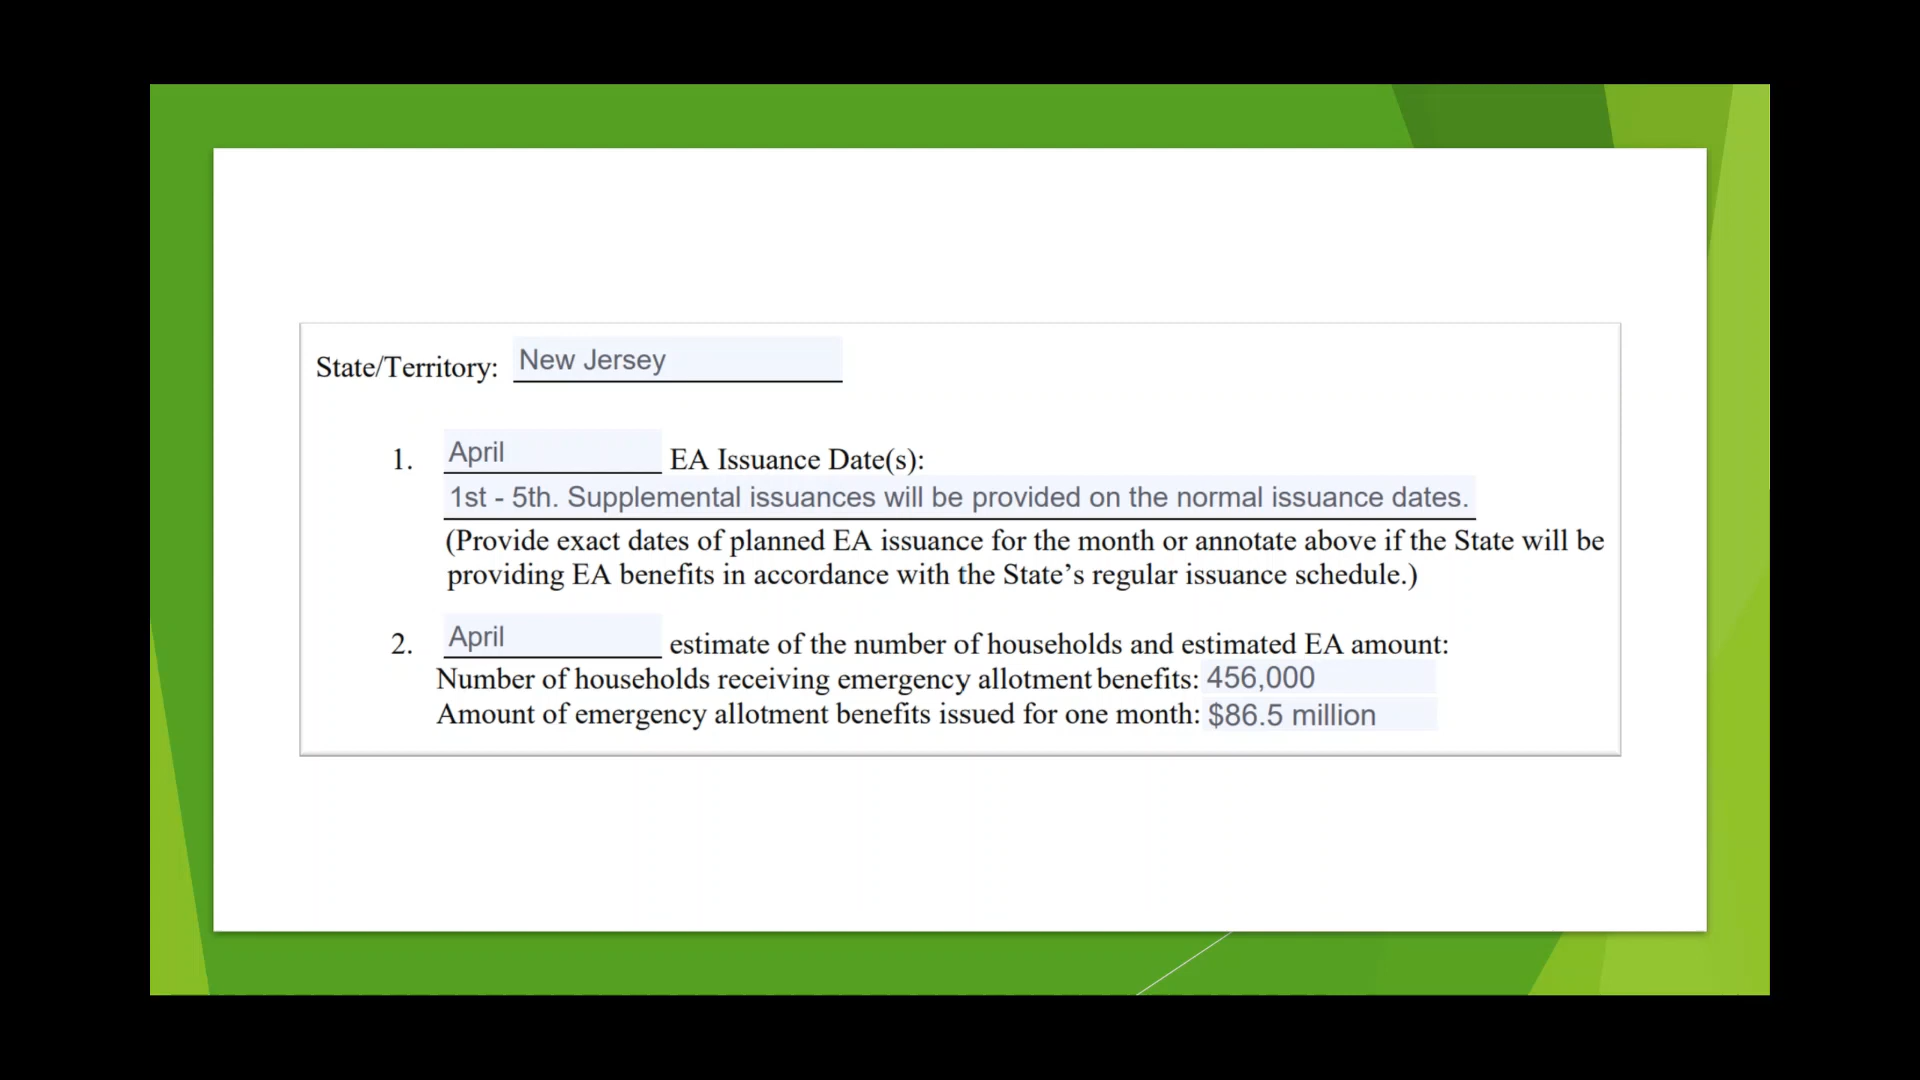 State/Territory: New Jersey
1. April EA Issuance Date(s):
1st - 5th. Supplemental issuances will be provided on the normal issuance dates.
(Provide exact dates of planned EA issuance for the month or annotate above if the State will be
providing EA benefits in accordance with the State’s regular issuance schedule.)
2. April estimate of the number of households and estimated EA amount:
Number of households receiving emergency allotment benefits: 456,000
Amount of emergency allotment benefits issued for one month: $86.5 million